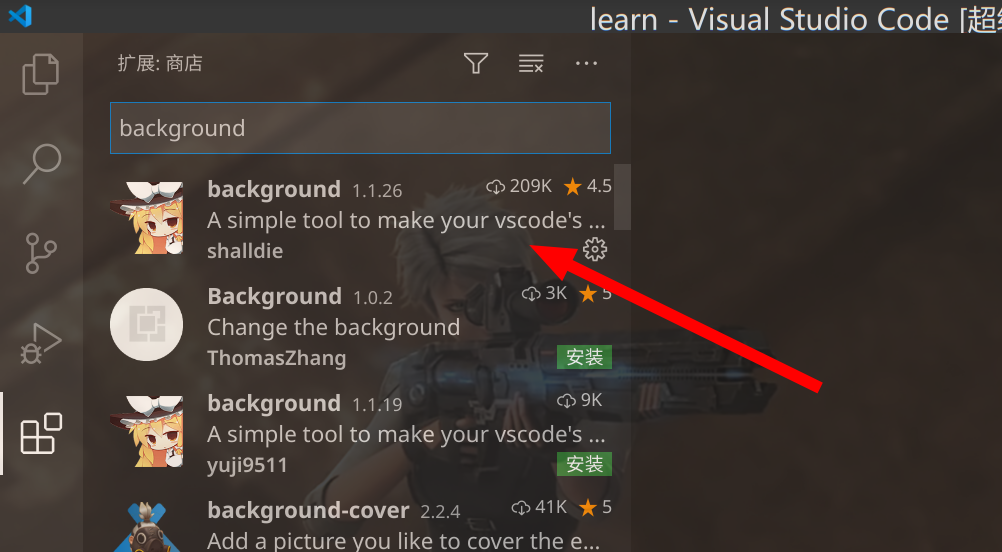 learn - Visual Studio Code [超级
扩展: 商店
background
background 1.1.26 209K 4.5
A simple tool to make your vscode's ...
shalldie
Background 1.0.2 3K 5
Change the background
ThomasZhang 安装
background 1.1.19 9K
A simple tool to make your vscode's ...
yuji9511 安装
background-cover 2.2.4 41K 5
Add a picture you like to cover the e...